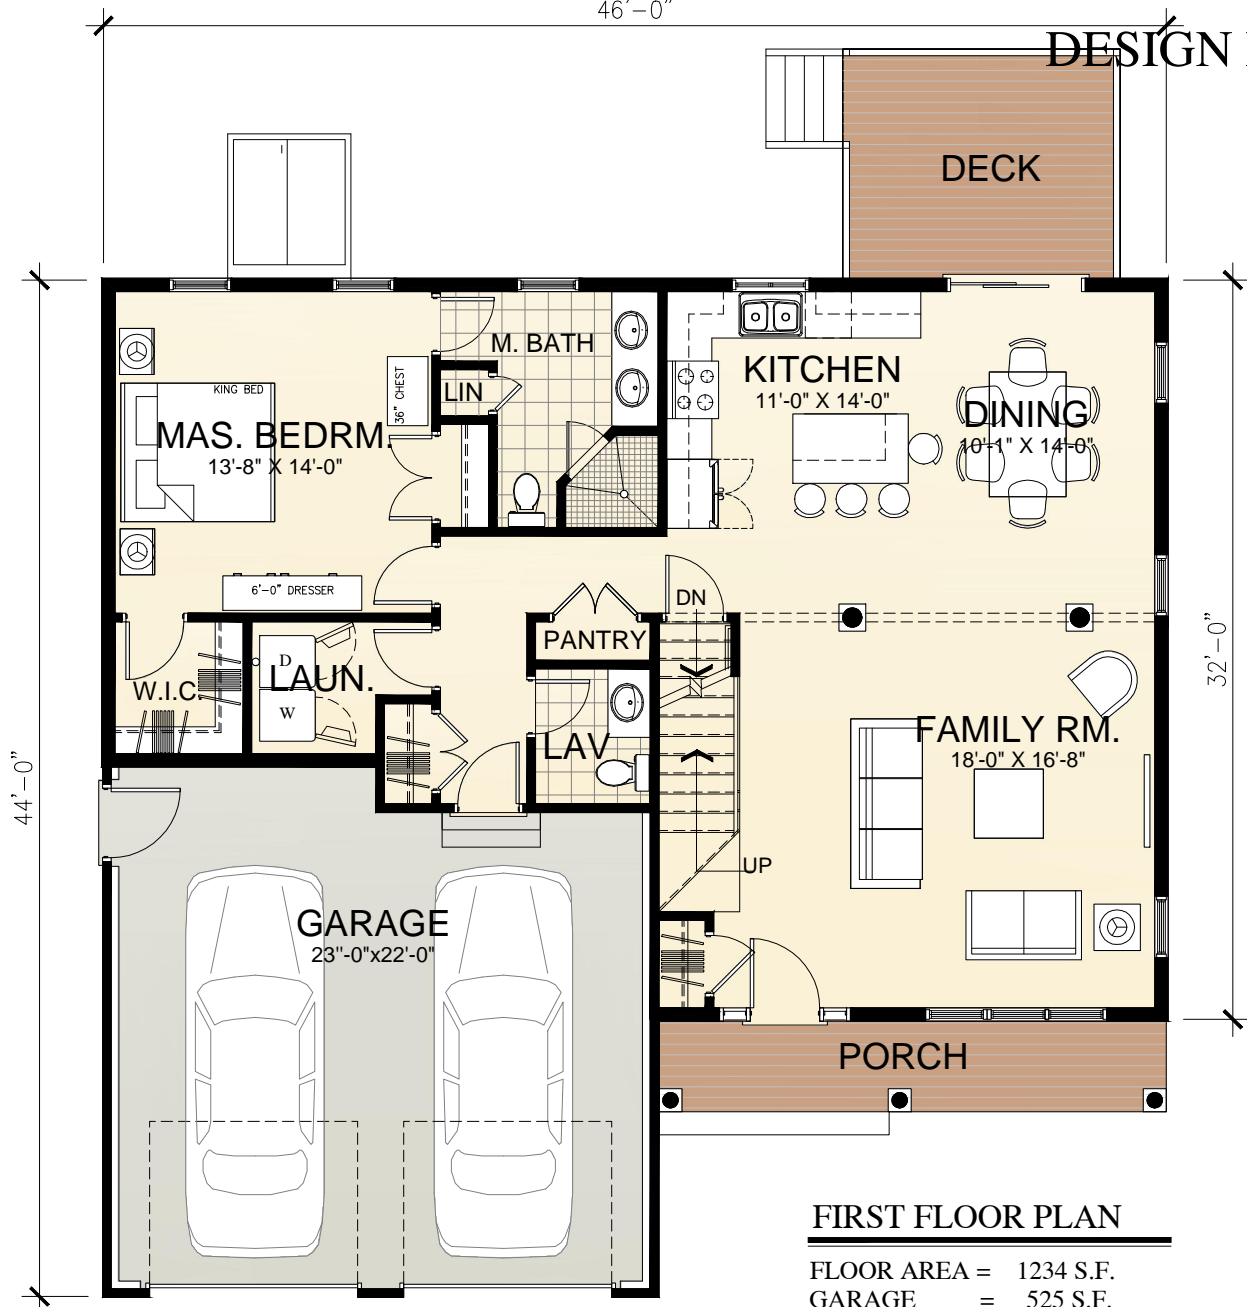 46'-0"
DESIGN
DECK
M. BATH
KING BED
36" CHEST
LIN
KITCHEN
11'-0" X 14'-0"
DINING
10'-1" X 14'-0"
MAS. BEDRM.
13'-8" X 14'-0"
6'-0" DRESSER
DN
PANTRY
W.I.C.
D
LAUN.
W
LAV
32'-0"
44'-0"
FAMILY RM.
18'-0" X 16'-8"
UP
GARAGE
23"-0"x22'-0"
PORCH
FIRST FLOOR PLAN
FLOOR AREA = 1234 S.F.
GARAGE = 525 S.F.